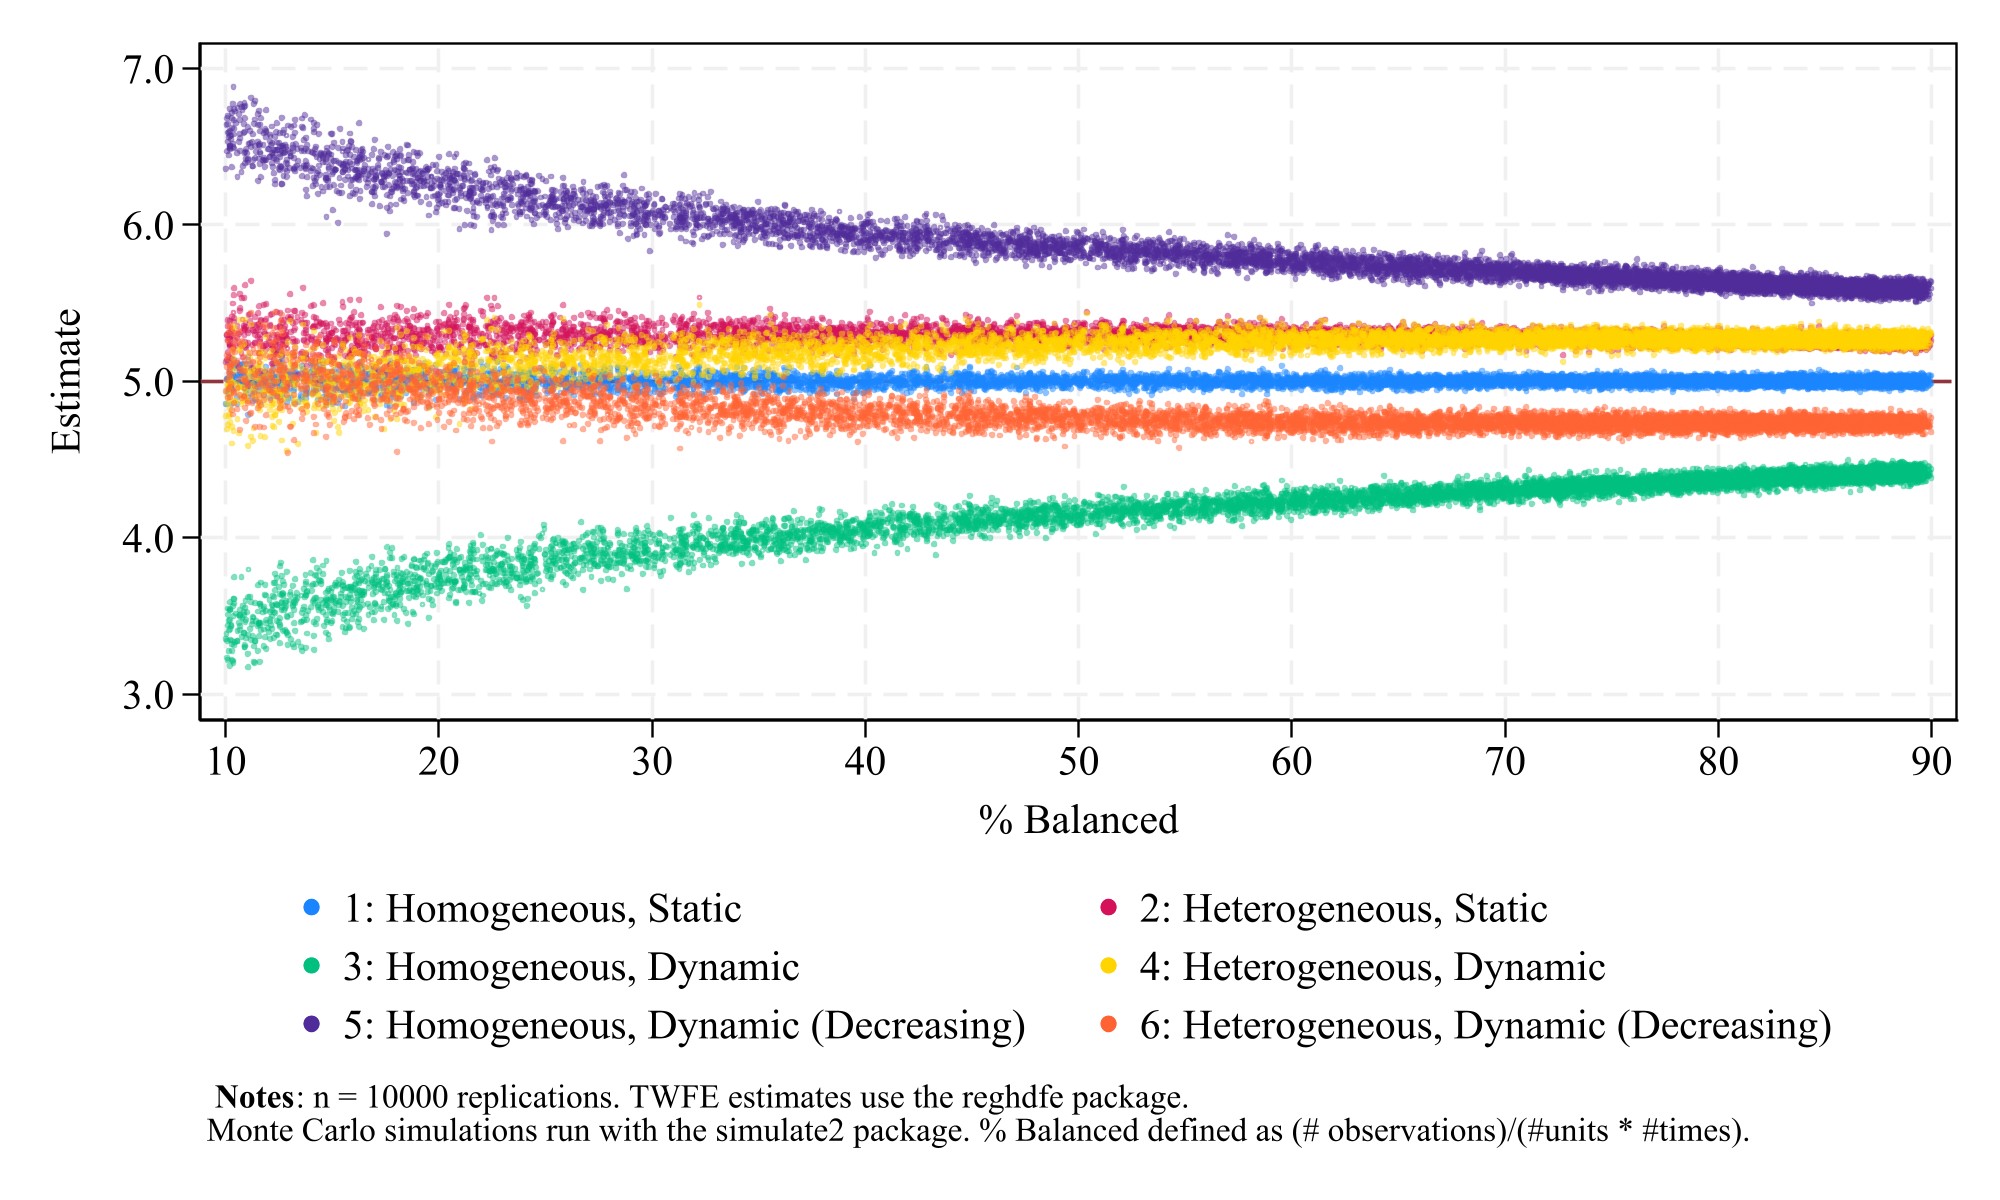 7.0
6.0
5.0
4.0
3.0
Estimate
10 20 30 40 50 60 70 80 90
% Balanced
1: Homogeneous, Static
2: Heterogeneous, Static
3: Homogeneous, Dynamic
4: Heterogeneous, Dynamic
5: Homogeneous, Dynamic (Decreasing)
6: Heterogeneous, Dynamic (Decreasing)
Notes: n = 10000 replications. TWFE estimates use the reghdfe package.
Monte Carlo simulations run with the simulate2 package. % Balanced defined as (# observations)/(#units * #times).